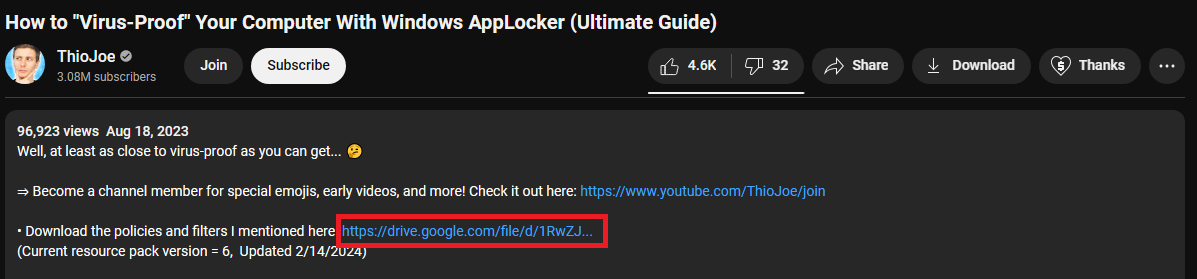 How to "Virus-Proof" Your Computer With Windows AppLocker (Ultimate Guide)
ThioJoe
3.08M subscribers
Join
Subscribe
4.6K
32
Share
Download
Thanks
96,923 views Aug 18, 2023
Well, at least as close to virus-proof as you can get... 🤔
⇒ Become a channel member for special emojis, early videos, and more! Check it out here: https://www.youtube.com/ThioJoe/join
• Download the policies and filters I mentioned here: https://drive.google.com/file/d/1RwZJ...
(Current resource pack version = 6, Updated 2/14/2024)